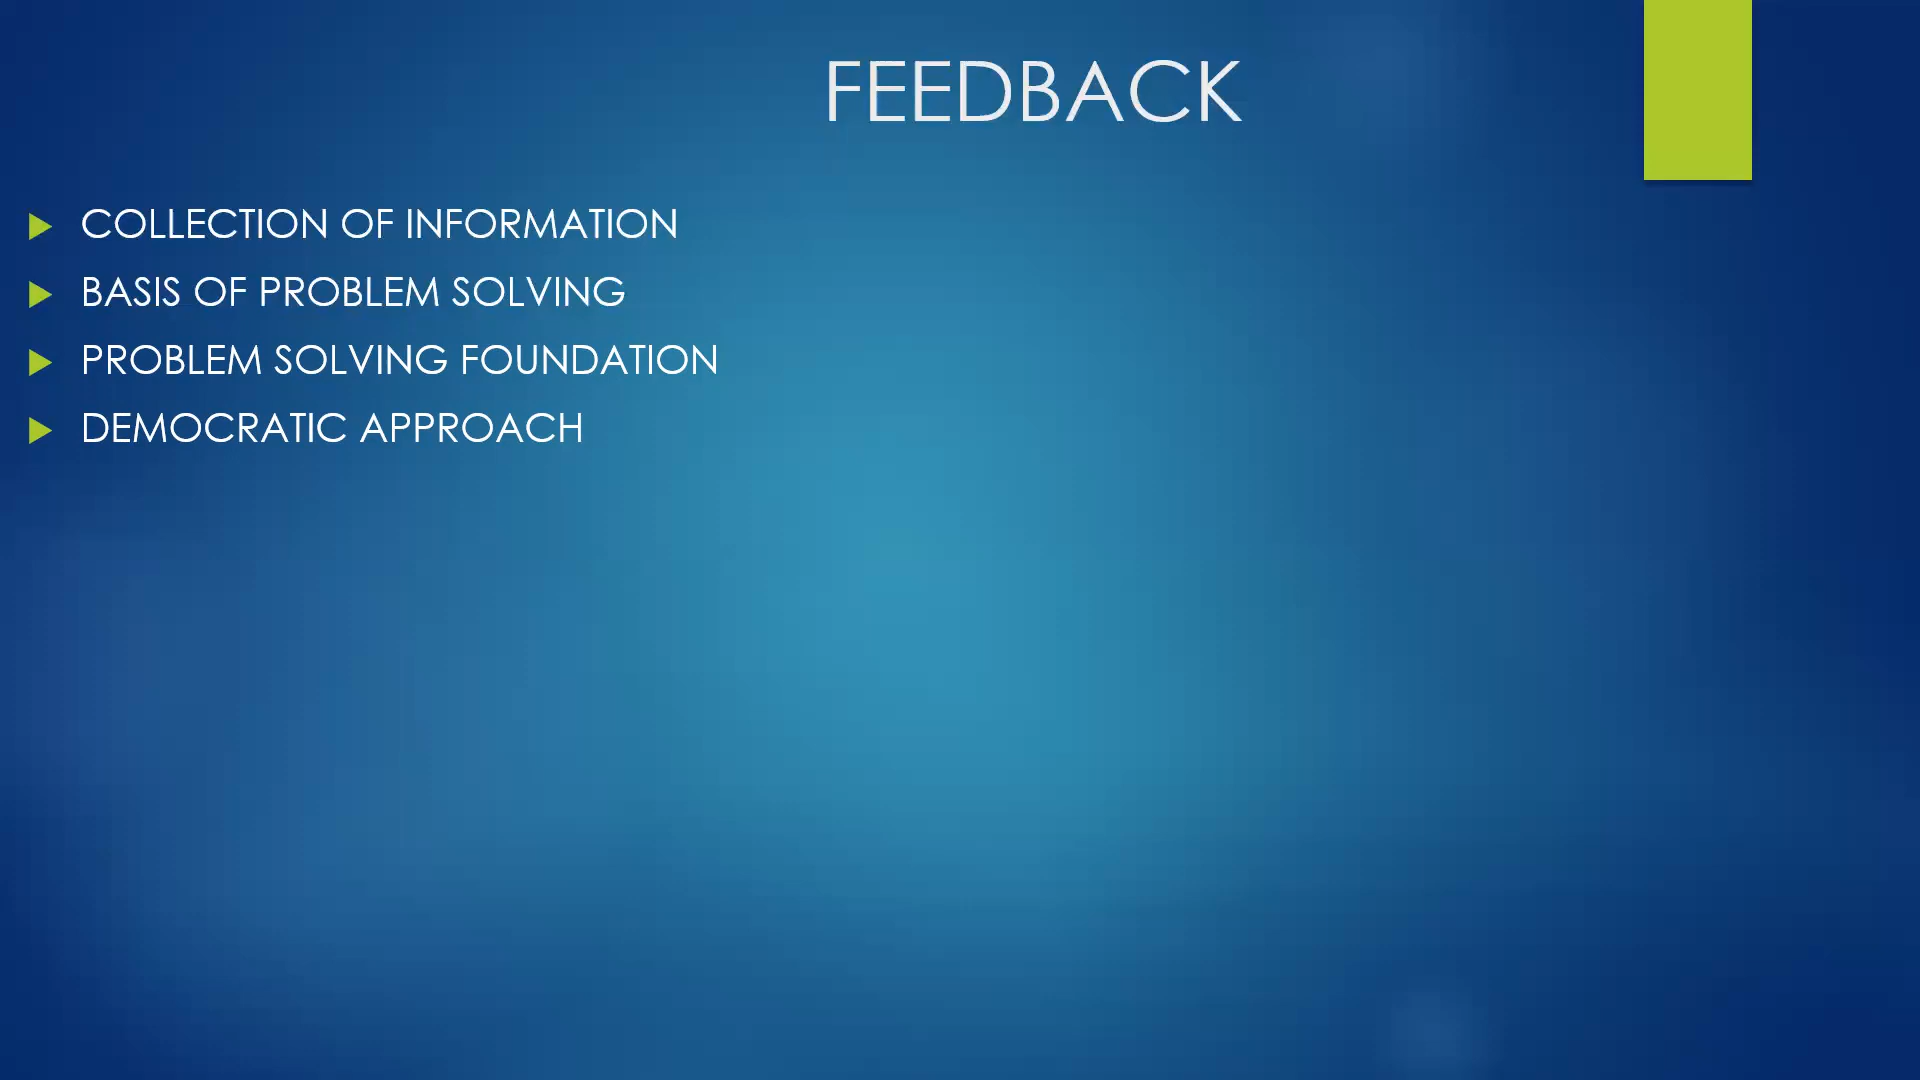 FEEDBACK
COLLECTION OF INFORMATION
BASIS OF PROBLEM SOLVING
PROBLEM SOLVING FOUNDATION
DEMOCRATIC APPROACH